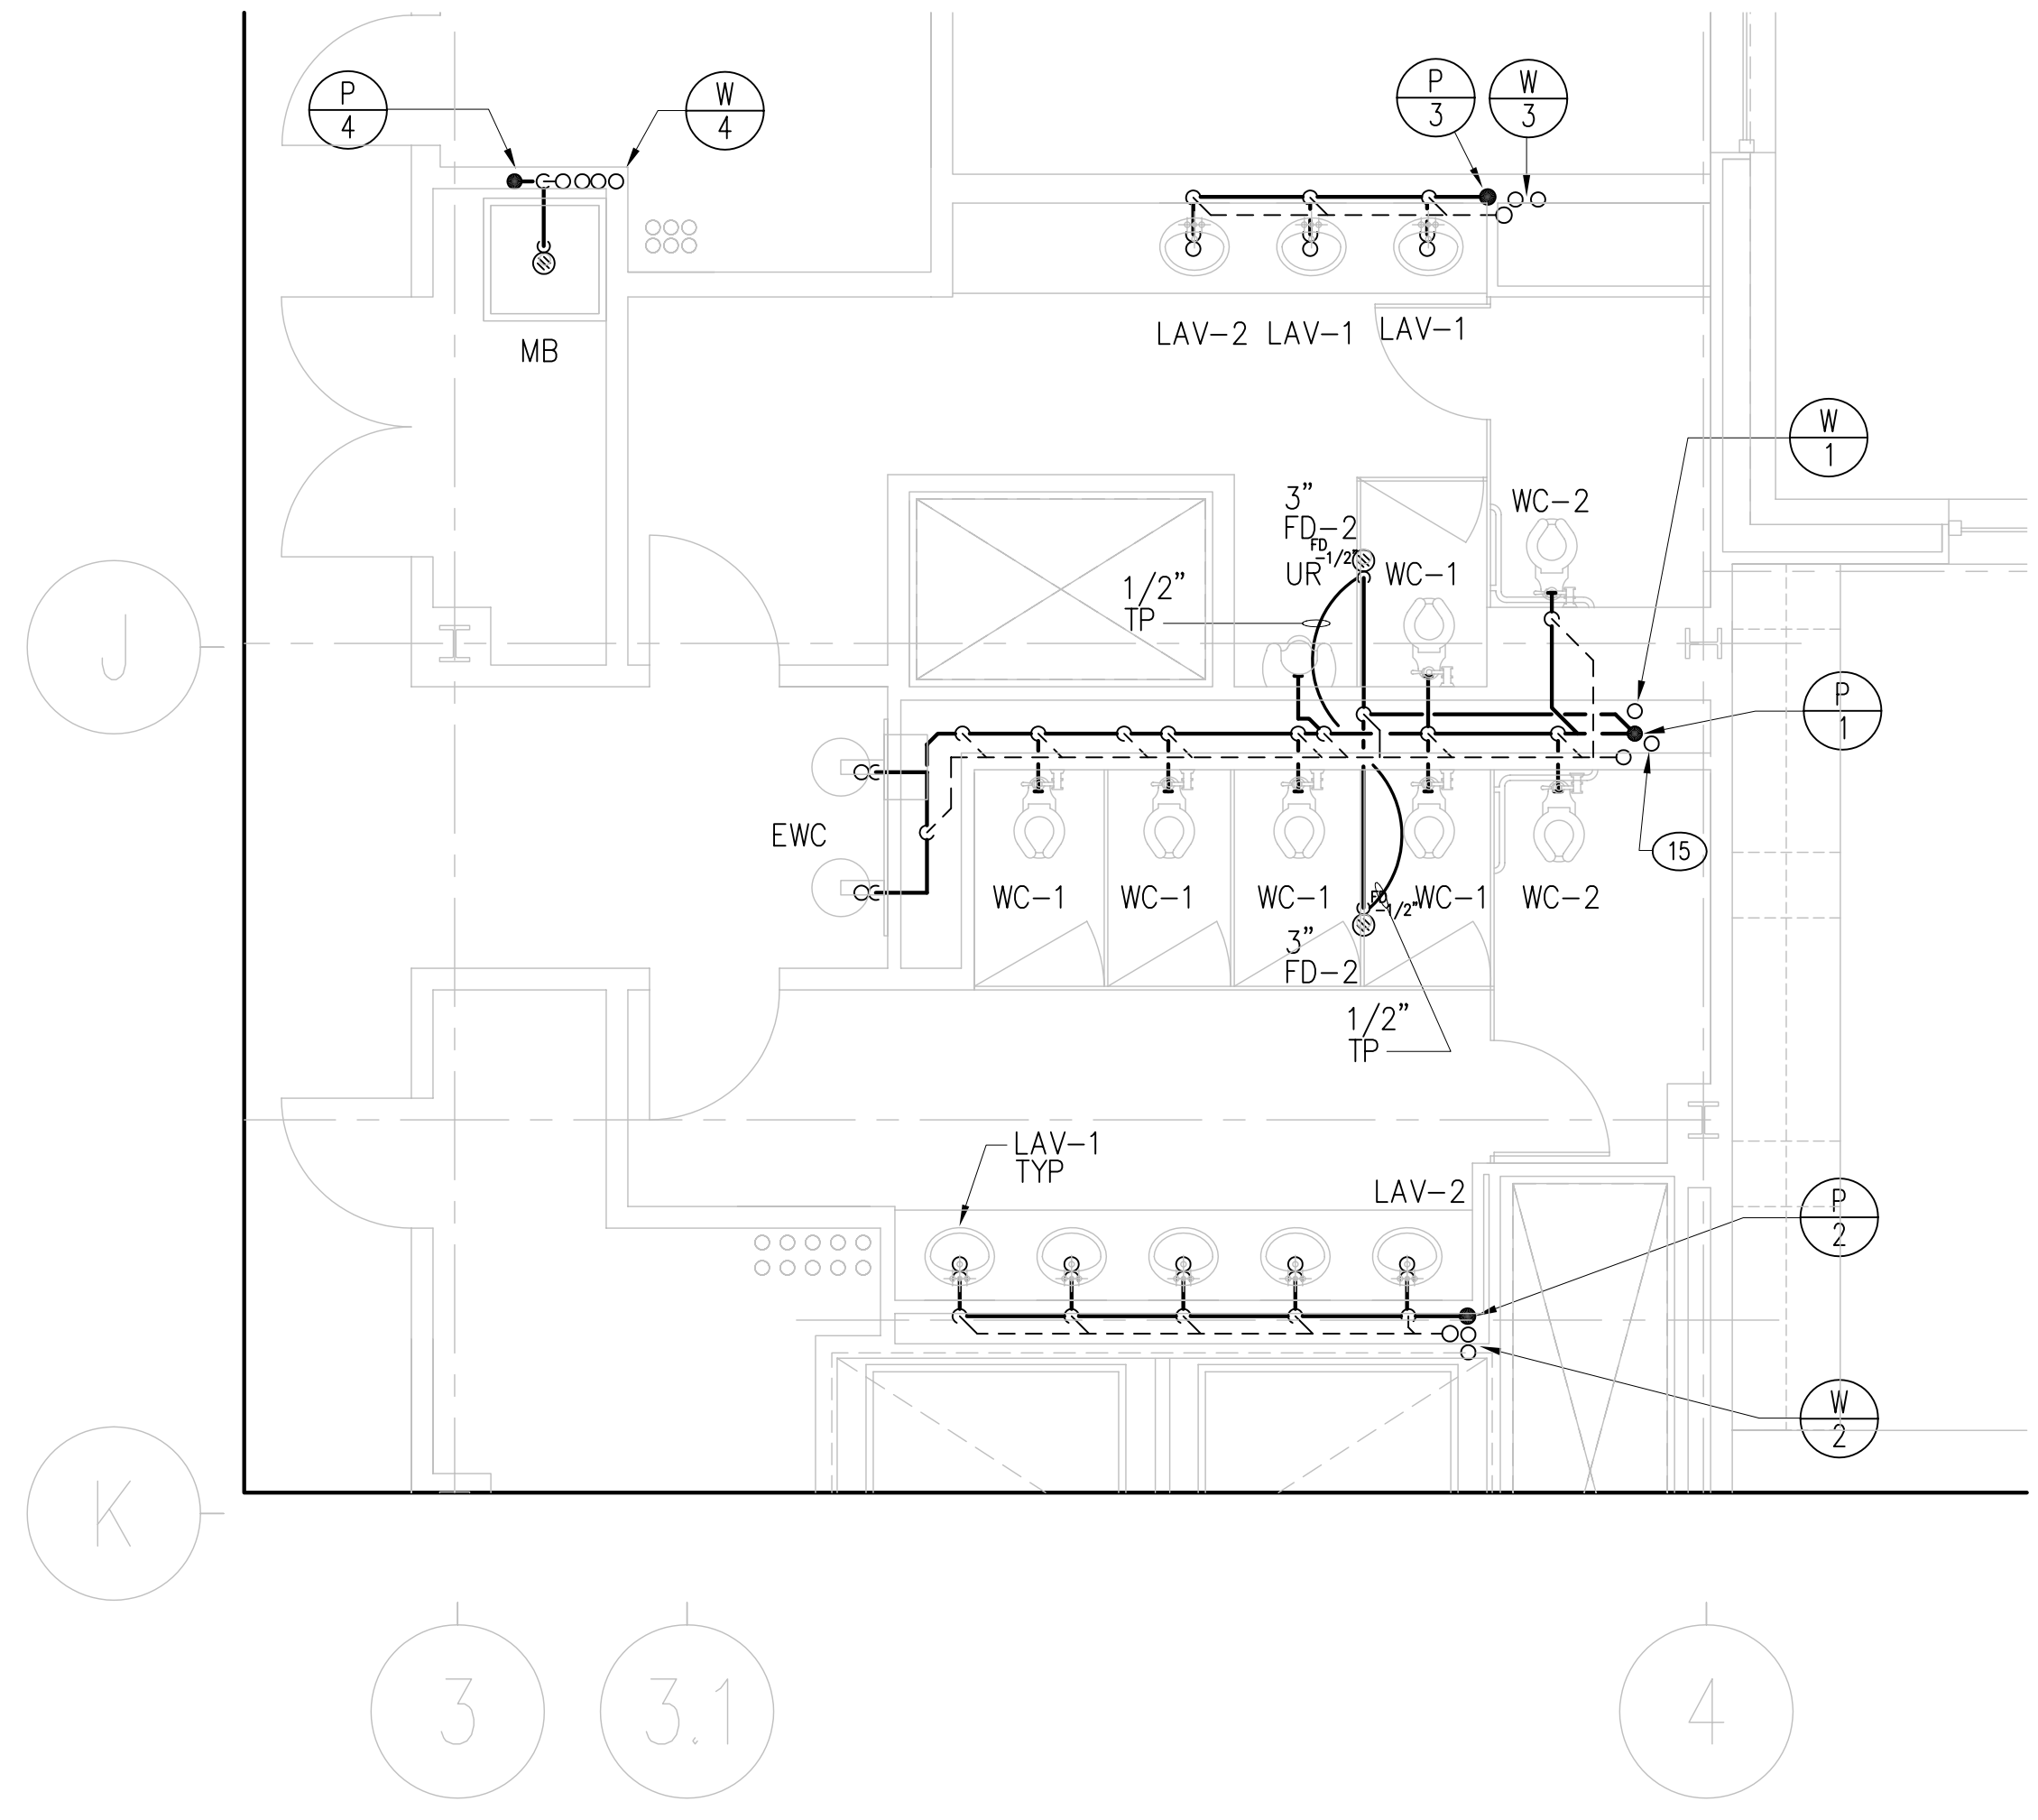 P
4
W
4
P
3
W
3
MB
LAV-2 LAV-1 LAV-1
W
1
3"
FD-2
FD
-1/2"
UR
WC-1
WC-2
1/2"
TP
J
P
1
EWC
15
WC-1 WC-1 WC-1 WC-1 WC-2
FD
-1/2"
3"
FD-2
1/2"
TP
LAV-1
TYP
LAV-2
P
2
W
2
K
3
3.1
4